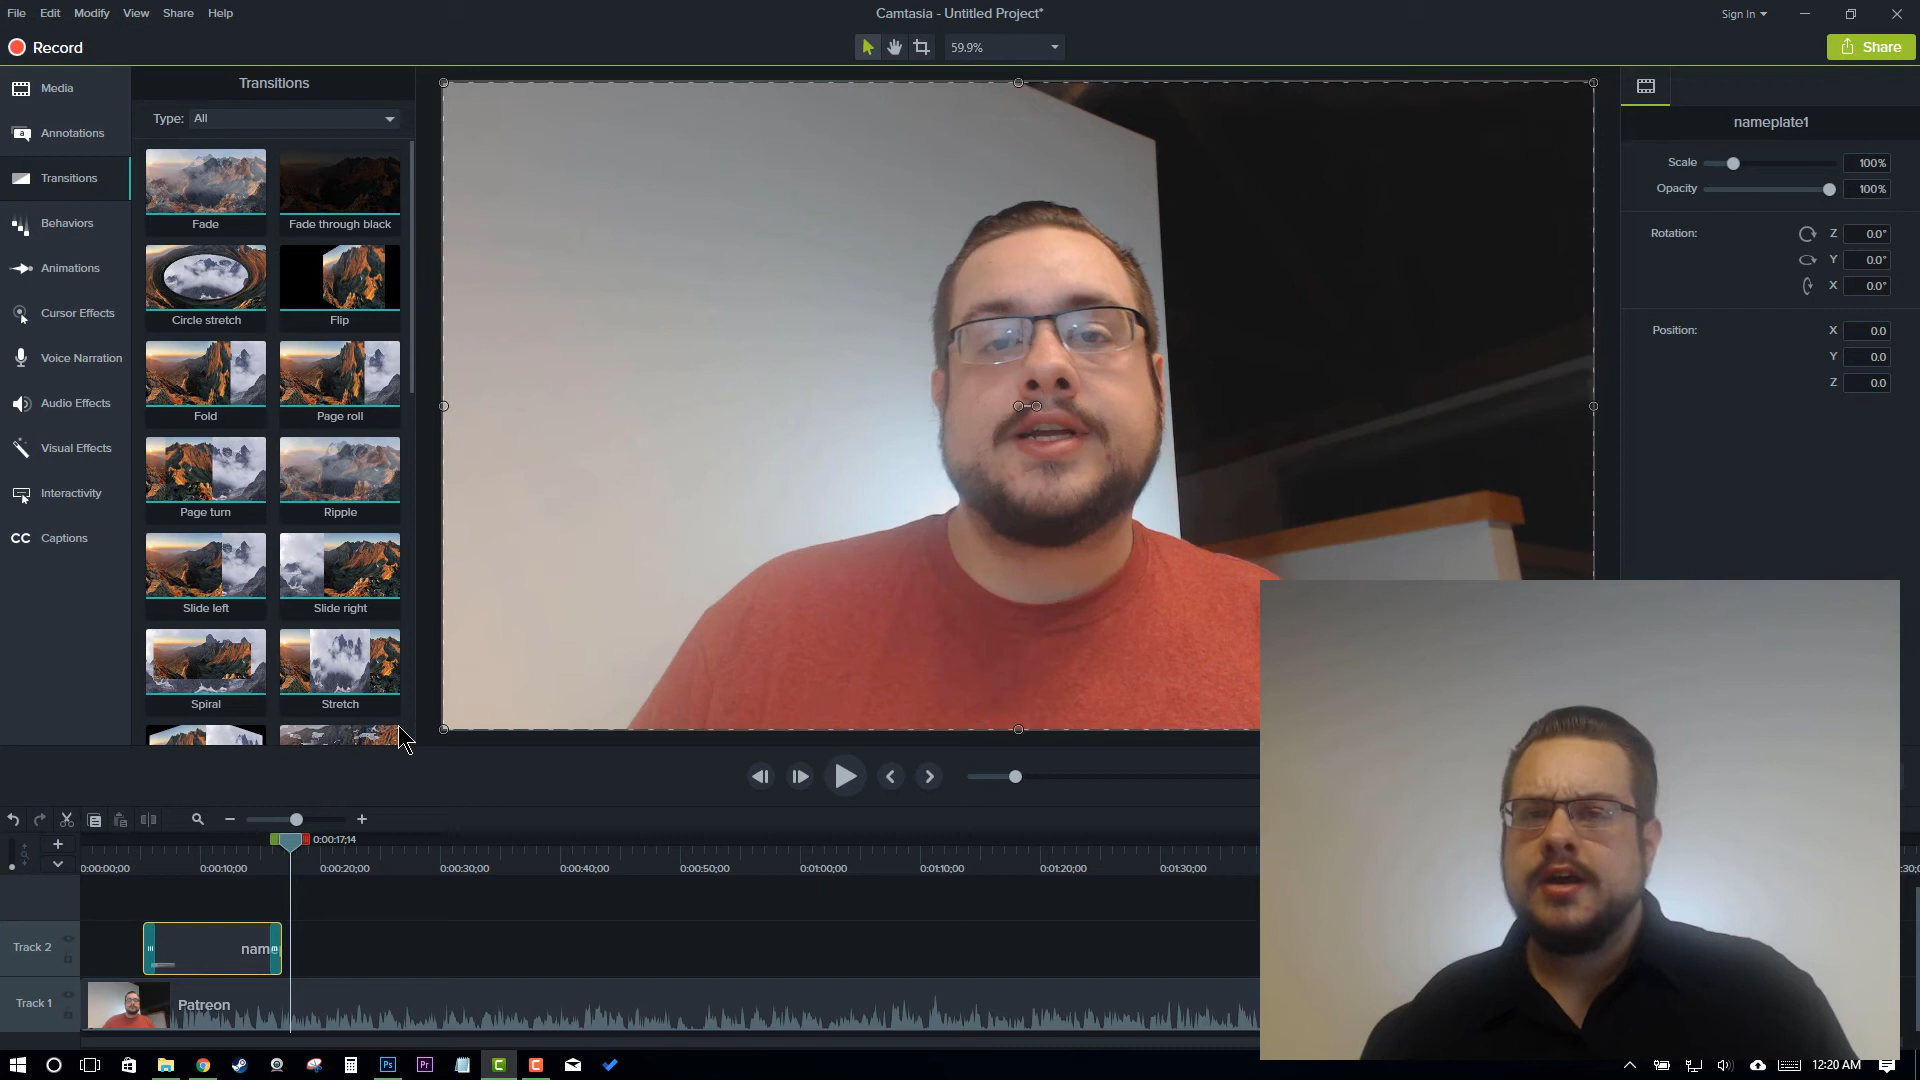 File Edit Modify View Share Help
Camtasia - Untitled Project*
Sign In
Record
59.9%
Share
Media
Annotations
Transitions
Behaviors
Animations
Cursor Effects
Voice Narration
Audio Effects
Visual Effects
Interactivity
CC Captions
Transitions
Type: All
Fade Fade through black
Circle stretch Flip
Fold Page roll
Page turn Ripple
Slide left Slide right
Spiral Stretch
nameplate1
Scale 100%
Opacity 100%
Rotation: Z 0.0°
Y 0.0°
X 0.0°
Position: X 0.0
Y 0.0
Z 0.0
0:00:17;14
0:00:00;00 0:00:10;00 0:00:20;00 0:00:30;00 0:00:40;00 0:00:50;00 0:01:00;00 0:01:10;00 0:01:20;00 0:01:30;00
Track 2
Track 1 Patreon
Ps Pr
12:20 AM